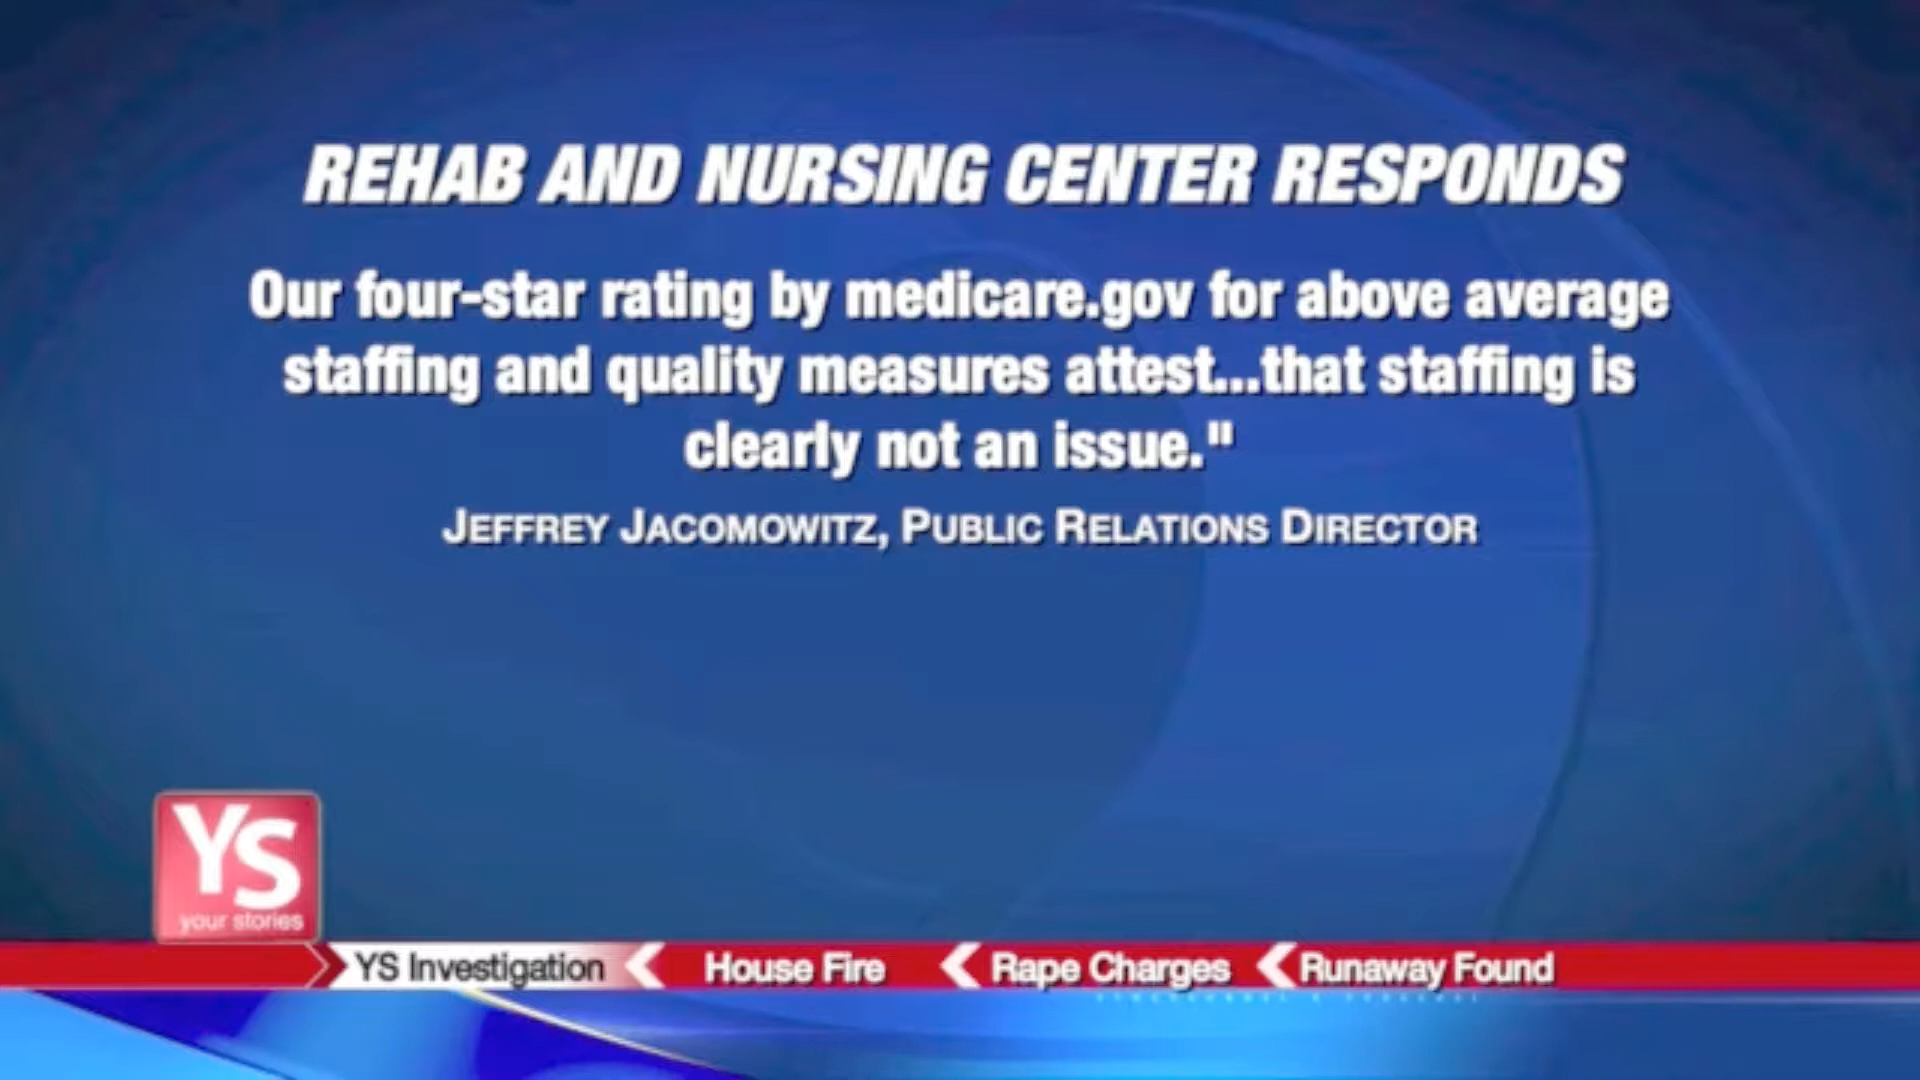 REHAB AND NURSING CENTER RESPONDS
Our four-star rating by medicare.gov for above average
staffing and quality measures attest...that staffing is
clearly not an issue."
JEFFREY JACOMOWITZ, PUBLIC RELATIONS DIRECTOR
YS
your stories
YS Investigation House Fire Rape Charges Runaway Found